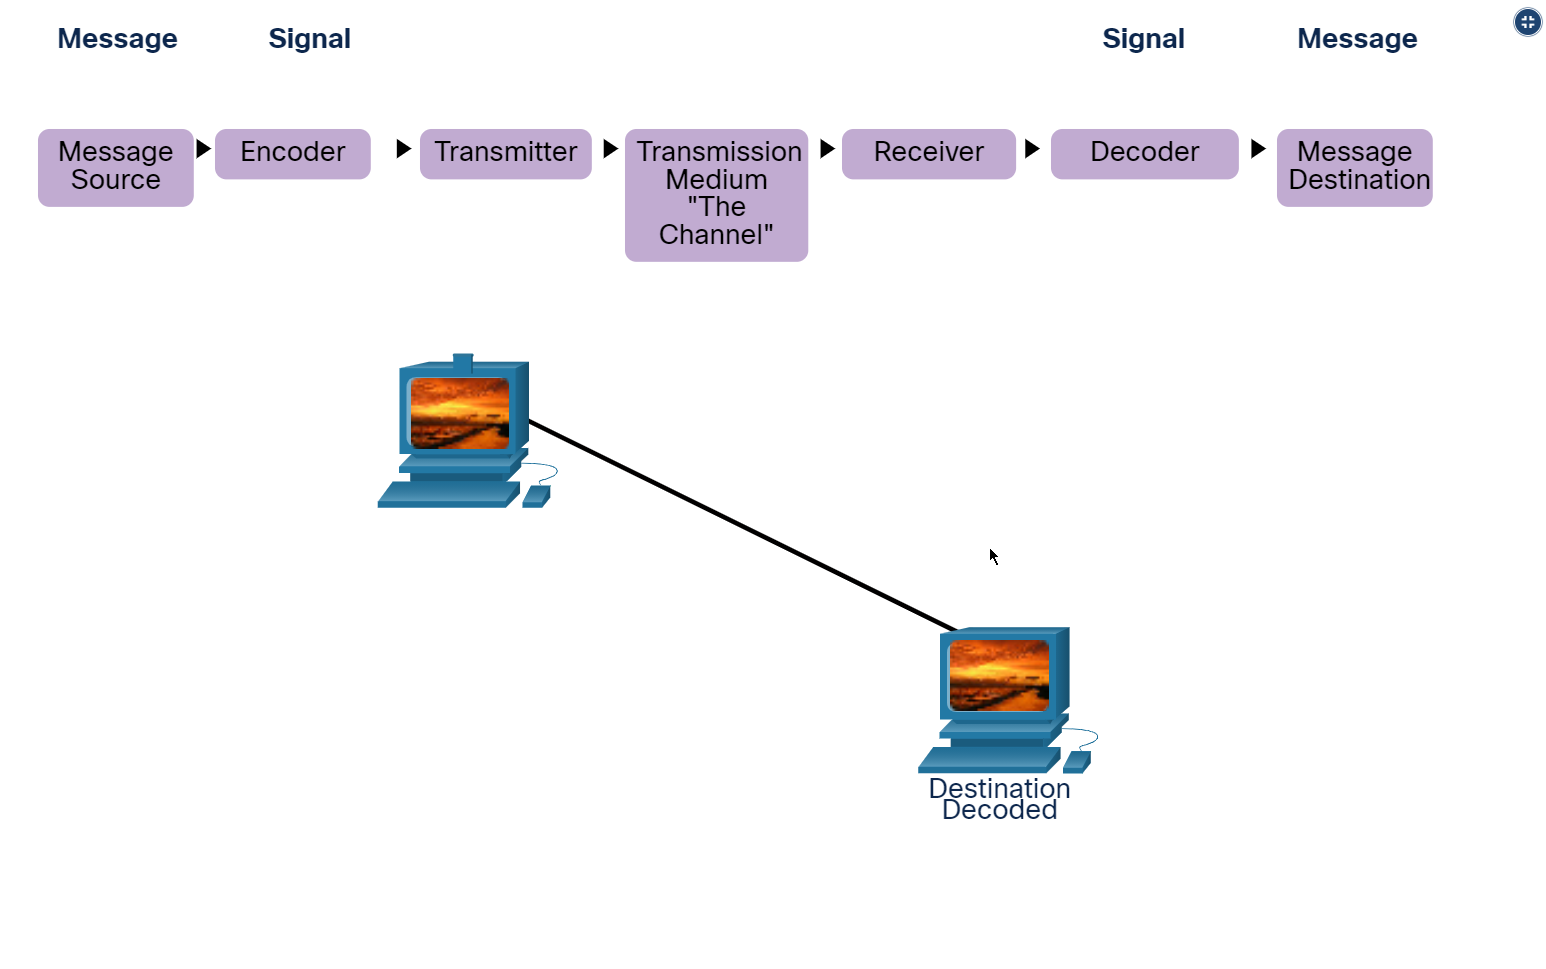 Message
Signal
Signal
Message
Message
Source
Encoder
Transmitter
Transmission
Medium
"The
Channel"
Receiver
Decoder
Message
Destination
Destination
Decoded